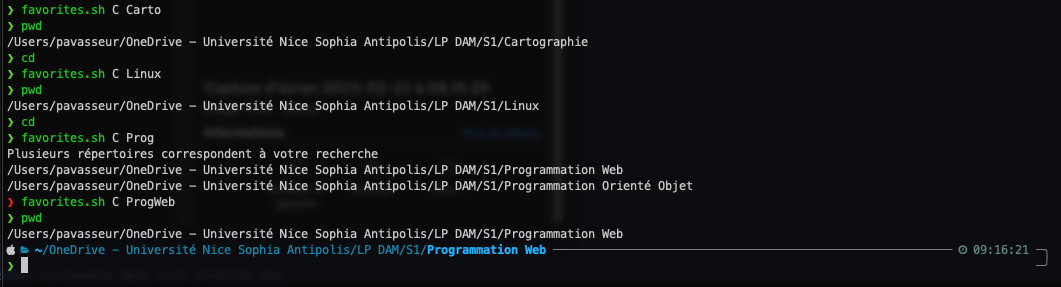 ❯ favorites.sh C Carto
❯ pwd
/Users/pavasseur/OneDrive – Université Nice Sophia Antipolis/LP DAM/S1/Cartographie
❯ cd
❯ favorites.sh C Linux
❯ pwd
/Users/pavasseur/OneDrive – Université Nice Sophia Antipolis/LP DAM/S1/Linux
❯ cd
❯ favorites.sh C Prog
Plusieurs répertoires correspondent à votre recherche
/Users/pavasseur/OneDrive – Université Nice Sophia Antipolis/LP DAM/S1/Programmation Web
/Users/pavasseur/OneDrive – Université Nice Sophia Antipolis/LP DAM/S1/Programmation Orienté Objet
❯ favorites.sh C ProgWeb
❯ pwd
/Users/pavasseur/OneDrive – Université Nice Sophia Antipolis/LP DAM/S1/Programmation Web
~/OneDrive – Université Nice Sophia Antipolis/LP DAM/S1/Programmation Web 09:16:21
❯